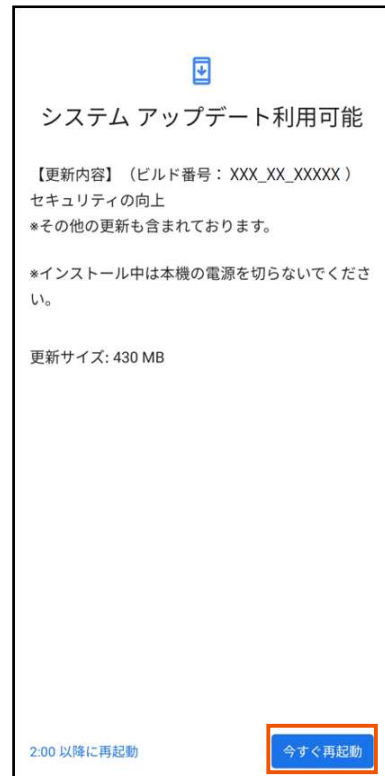 システム アップデート利用可能
【更新内容】（ビルド番号： XXX_XX_XXXXX ）
セキュリティの向上
*その他の更新も含まれております。
*インストール中は本機の電源を切らないでくださ
い。
更新サイズ: 430 MB
2:00 以降に再起動
今すぐ再起動